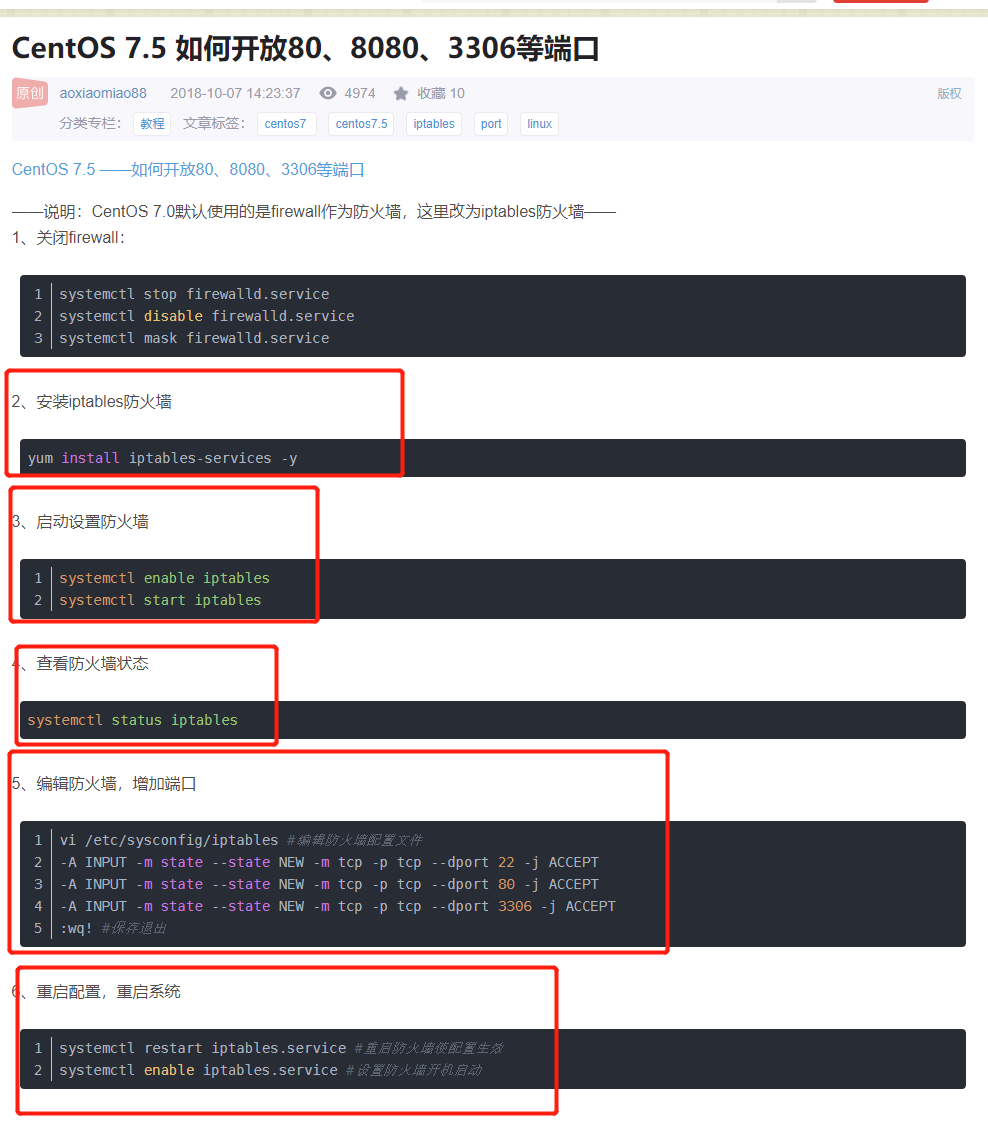 CentOS 7.5 如何开放80、8080、3306等端口
原创 aoxiaomiao88 2018-10-07 14:23:37 4974 收藏 10 版权
分类专栏： 教程 文章标签： centos7 centos7.5 iptables port linux
CentOS 7.5 ——如何开放80、8080、3306等端口
——说明：CentOS 7.0默认使用的是firewall作为防火墙，这里改为iptables防火墙——
1、关闭firewall：
1 systemctl stop firewalld.service
2 systemctl disable firewalld.service
3 systemctl mask firewalld.service
2、安装iptables防火墙
yum install iptables-services -y
3、启动设置防火墙
1 systemctl enable iptables
2 systemctl start iptables
4、查看防火墙状态
systemctl status iptables
5、编辑防火墙，增加端口
1 vi /etc/sysconfig/iptables #编辑防火墙配置文件
2 -A INPUT -m state --state NEW -m tcp -p tcp --dport 22 -j ACCEPT
3 -A INPUT -m state --state NEW -m tcp -p tcp --dport 80 -j ACCEPT
4 -A INPUT -m state --state NEW -m tcp -p tcp --dport 3306 -j ACCEPT
5 :wq! #保存退出
6、重启配置，重启系统
1 systemctl restart iptables.service #重启防火墙使配置生效
2 systemctl enable iptables.service #设置防火墙开机启动